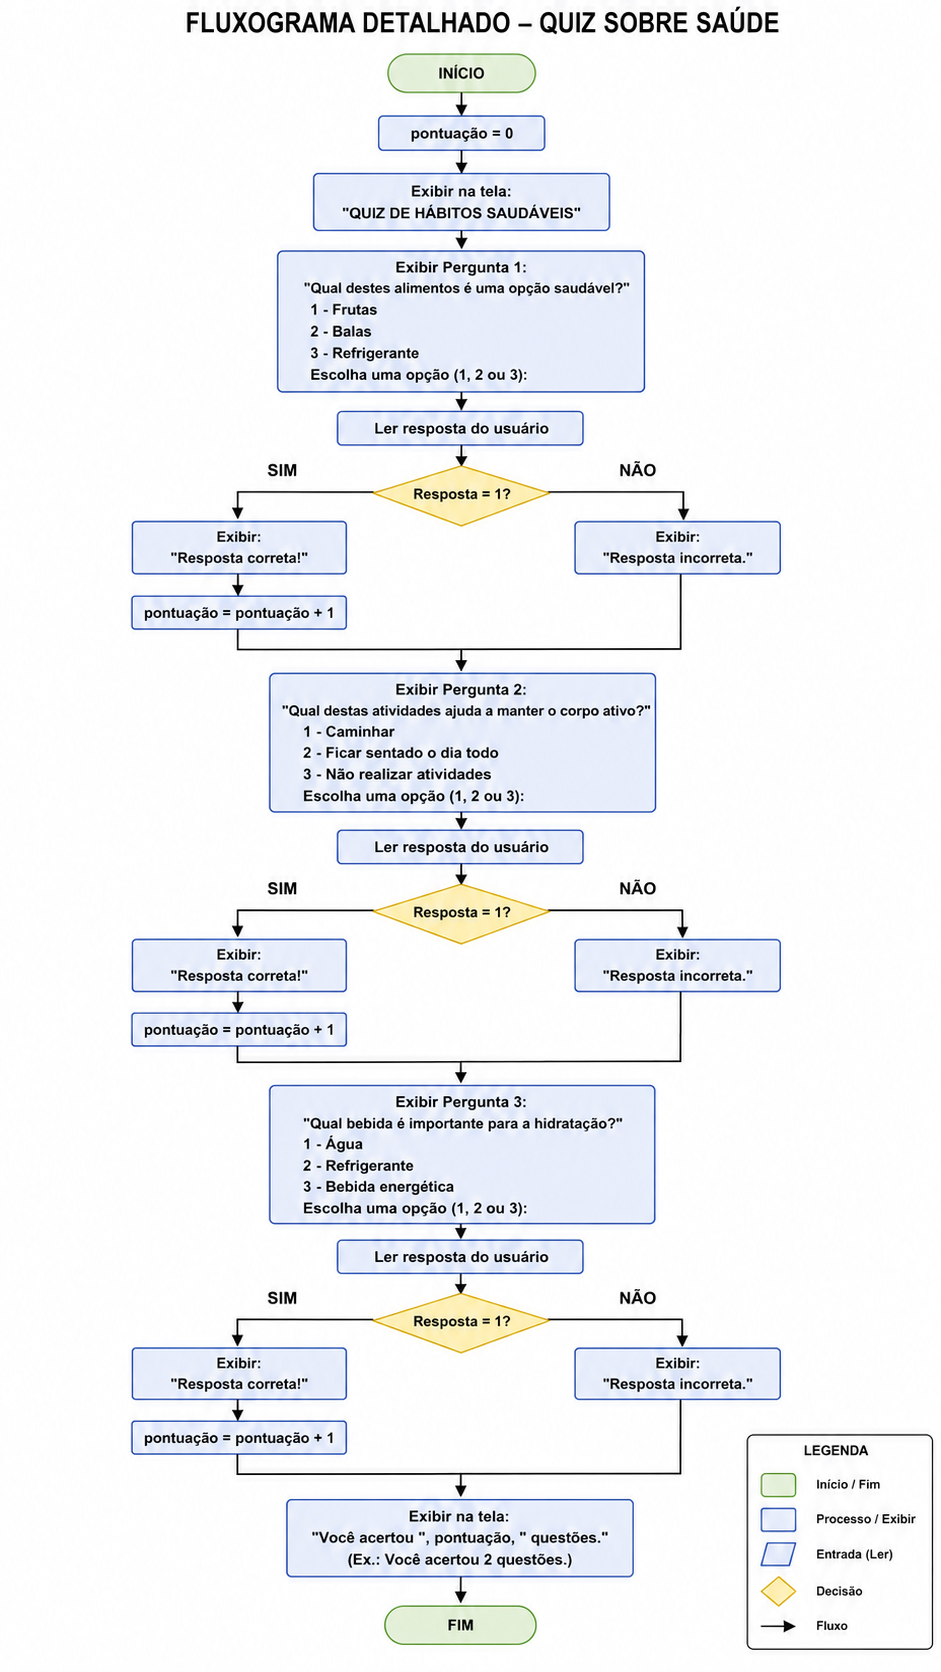 FLUXOGRAMA DETALHADO – QUIZ SOBRE SAÚDE
INÍCIO
pontuação = 0
Exibir na tela:
"QUIZ DE HÁBITOS SAUDÁVEIS"
Exibir Pergunta 1:
"Qual destes alimentos é uma opção saudável?"
1 - Frutas
2 - Balas
3 - Refrigerante
Escolha uma opção (1, 2 ou 3):
Ler resposta do usuário
SIM
NÃO
Resposta = 1?
Exibir:
"Resposta correta!"
Exibir:
"Resposta incorreta."
pontuação = pontuação + 1
Exibir Pergunta 2:
"Qual destas atividades ajuda a manter o corpo ativo?"
1 - Caminhar
2 - Ficar sentado o dia todo
3 - Não realizar atividades
Escolha uma opção (1, 2 ou 3):
Ler resposta do usuário
SIM
NÃO
Resposta = 1?
Exibir:
"Resposta correta!"
Exibir:
"Resposta incorreta."
pontuação = pontuação + 1
Exibir Pergunta 3:
"Qual bebida é importante para a hidratação?"
1 - Água
2 - Refrigerante
3 - Bebida energética
Escolha uma opção (1, 2 ou 3):
Ler resposta do usuário
SIM
NÃO
Resposta = 1?
Exibir:
"Resposta correta!"
Exibir:
"Resposta incorreta."
pontuação = pontuação + 1
Exibir na tela:
"Você acertou ", pontuação, " questões."
(Ex.: Você acertou 2 questões.)
FIM
LEGENDA
Início / Fim
Processo / Exibir
Entrada (Ler)
Decisão
Fluxo